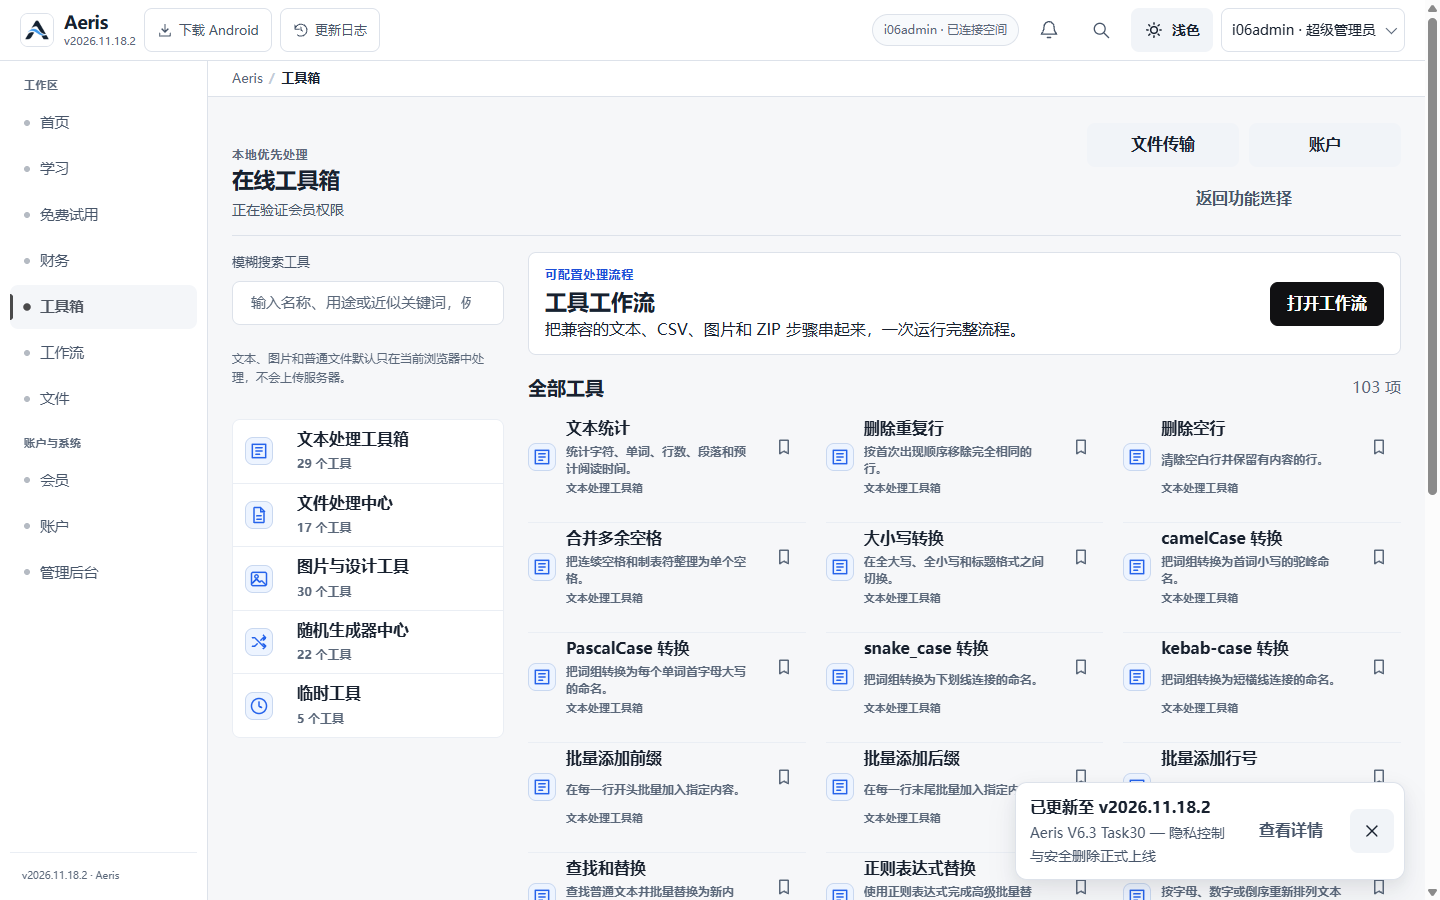 Aeris
v2026.11.18.2
下载 Android
更新日志
i06admin · 已连接空间
浅色
i06admin · 超级管理员
工作区
首页
学习
免费试用
财务
工具箱
工作流
文件
账户与系统
会员
账户
管理后台
v2026.11.18.2 · Aeris
Aeris / 工具箱
本地优先处理
在线工具箱
正在验证会员权限
文件传输
账户
返回功能选择
模糊搜索工具
输入名称、用途或近似关键词，例
文本、图片和普通文件默认只在当前浏览器中处
理，不会上传服务器。
文本处理工具箱
29 个工具
文件处理中心
17 个工具
图片与设计工具
30 个工具
随机生成器中心
22 个工具
临时工具
5 个工具
可配置处理流程
工具工作流
把兼容的文本、CSV、图片和 ZIP 步骤串起来，一次运行完整流程。
打开工作流
全部工具
103 项
文本统计
统计字符、单词、行数、段落和预
计阅读时间。
文本处理工具箱
删除重复行
按首次出现顺序移除完全相同的
行。
文本处理工具箱
删除空行
清除空白行并保留有内容的行。
文本处理工具箱
合并多余空格
把连续空格和制表符整理为单个空
格。
文本处理工具箱
大小写转换
在全大写、全小写和标题格式之间
切换。
文本处理工具箱
camelCase 转换
把词组转换为首词小写的驼峰命
名。
文本处理工具箱
PascalCase 转换
把词组转换为每个单词首字母大写
的命名。
文本处理工具箱
snake_case 转换
把词组转换为下划线连接的命名。
文本处理工具箱
kebab-case 转换
把词组转换为短横线连接的命名。
文本处理工具箱
批量添加前缀
在每一行开头批量加入指定内容。
文本处理工具箱
批量添加后缀
在每一行末尾批量加入指定内
文本处理工具箱
批量添加行号
查找和替换
查找普通文本并批量替换为新内
正则表达式替换
使用正则表达式完成高级批量替
按字母、数字或倒序重新排列文本
已更新至 v2026.11.18.2
Aeris V6.3 Task30 — 隐私控制
与安全删除正式上线
查看详情